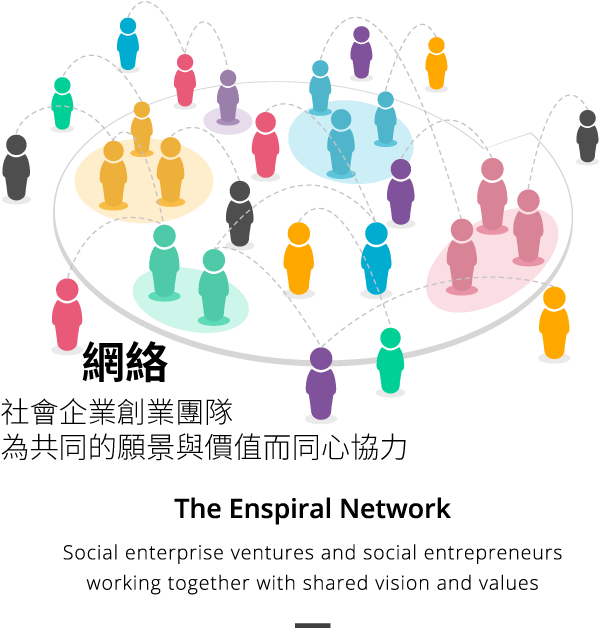 網絡
社會企業創業團隊
為共同的願景與價值而同心協力
The Enspiral Network
Social enterprise ventures and social entrepreneurs
working together with shared vision and values